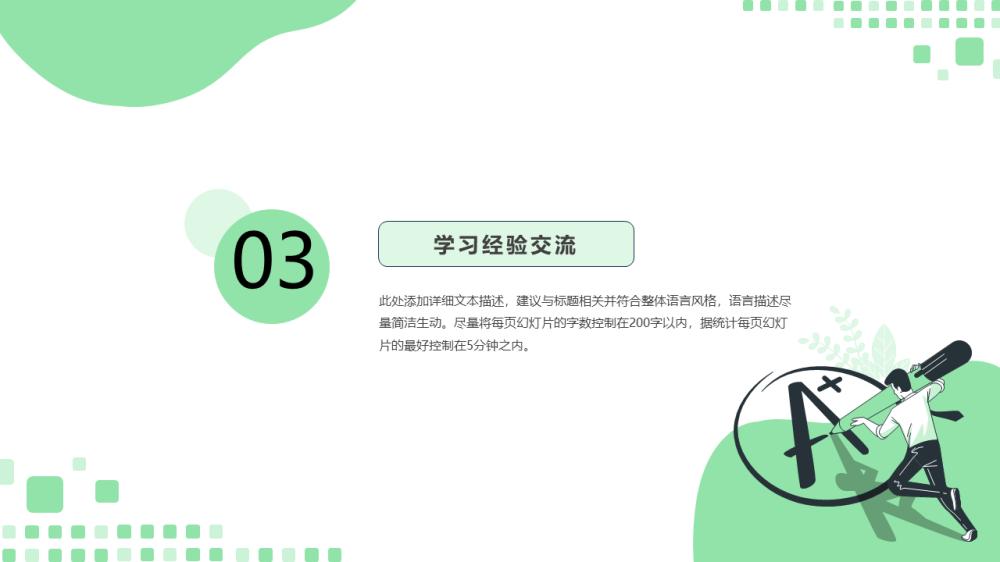 03
学习经验交流
此处添加详细文本描述，建议与标题相关并符合整体语言风格，语言描述尽
量简洁生动。尽量将每页幻灯片的字数控制在200字以内，据统计每页幻灯
片的最好控制在5分钟之内。
A+